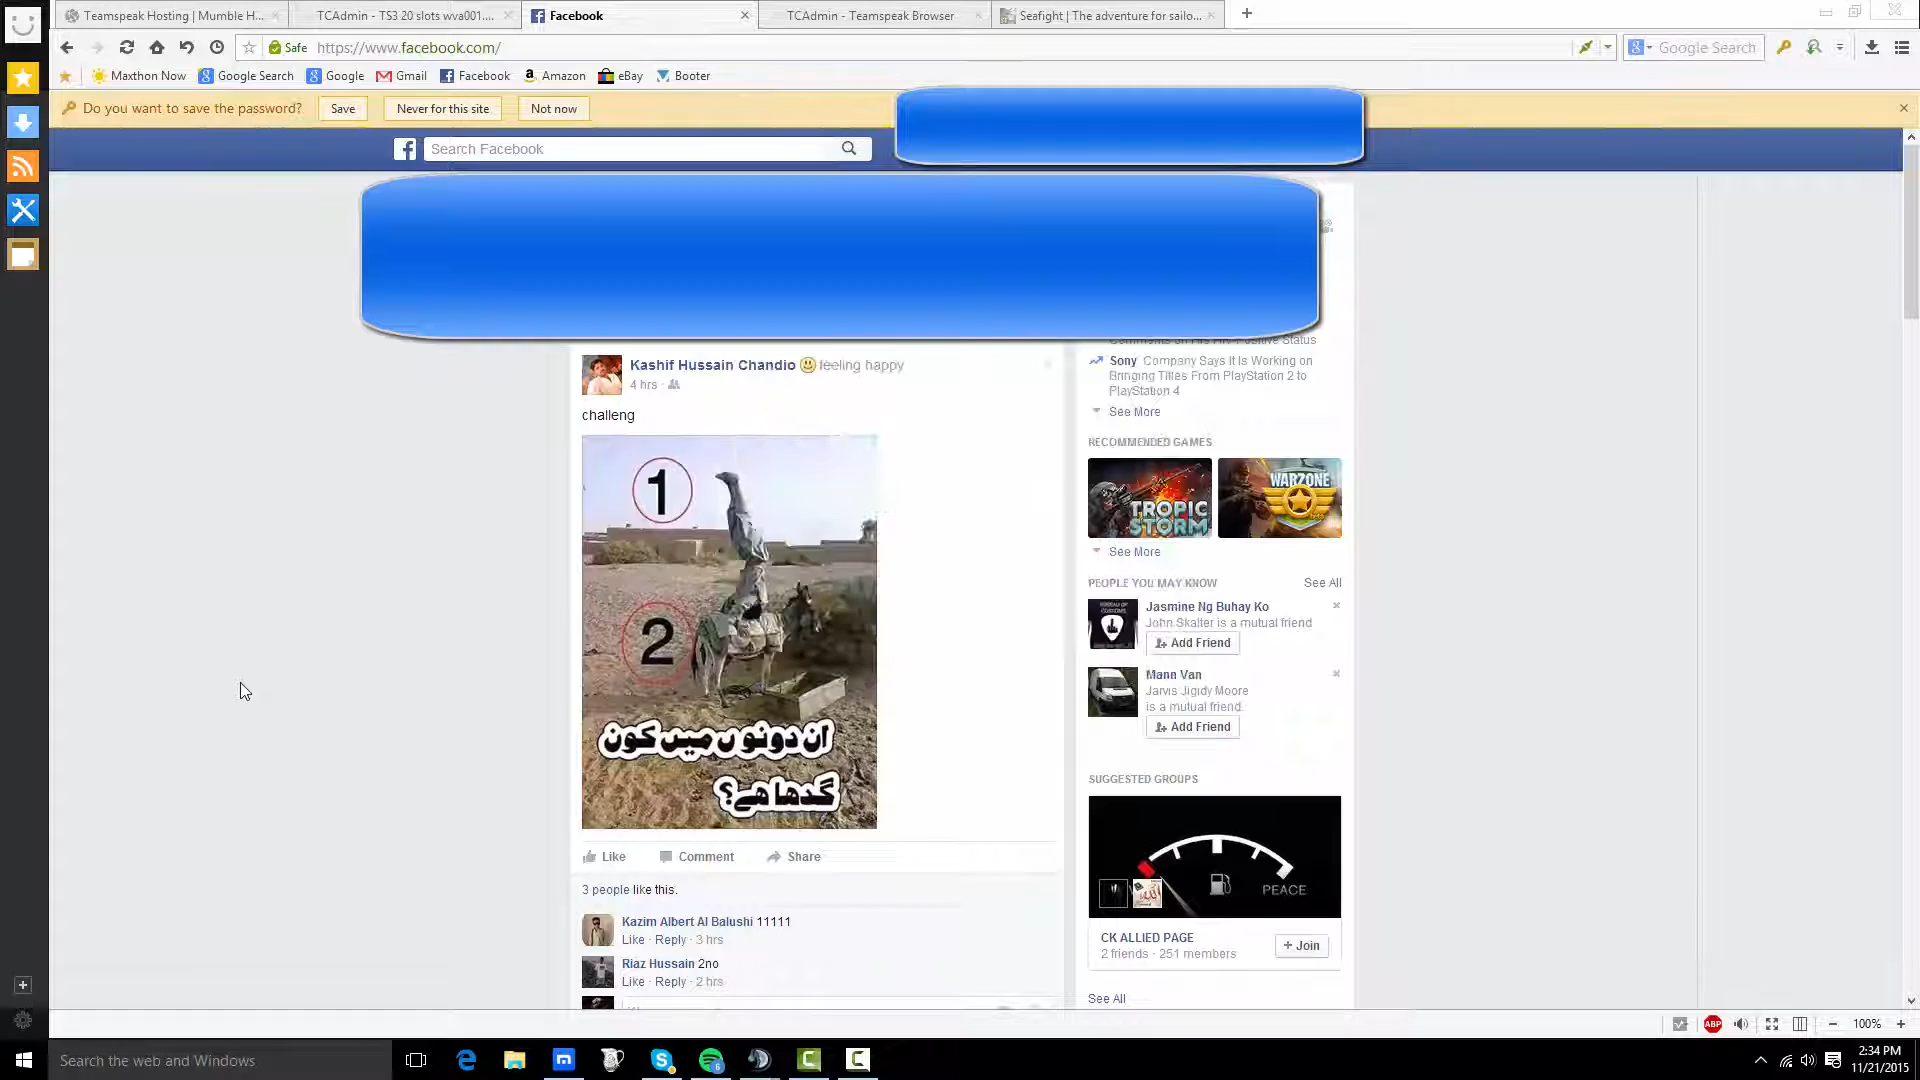 Teamspeak Hosting | Mumble H...
TCAdmin - TS3 20 slots wva001....
Facebook
TCAdmin - Teamspeak Browser
Seafight | The adventure for sailo...
Safe https://www.facebook.com/
Google Search
Maxthon Now
Google Search
Google
Gmail
Facebook
Amazon
eBay
Booter
Do you want to save the password?
Save
Never for this site
Not now
Search Facebook
Kashif Hussain Chandio feeling happy
4 hrs ·
challeng
1
2
ان دونوں میں کون
گدھا ھے؟
Like
Comment
Share
3 people like this.
Kazim Albert Al Balushi 11111
Like · Reply · 3 hrs
Riaz Hussain 2no
Like · Reply · 2 hrs
Comments on His HIV-Positive Status
Sony Company Says It Is Working on
Bringing Titles From PlayStation 2 to
PlayStation 4
See More
RECOMMENDED GAMES
TROPIC
STORM
WARZONE
See More
PEOPLE YOU MAY KNOW
See All
Jasmine Ng Buhay Ko
John Skalter is a mutual friend
Add Friend
Mann Van
Jarvis Jigidy Moore
is a mutual friend.
Add Friend
SUGGESTED GROUPS
PEACE
CK ALLIED PAGE
2 friends · 251 members
+ Join
See All
ABP
100%
Search the web and Windows
2:34 PM
11/21/2015